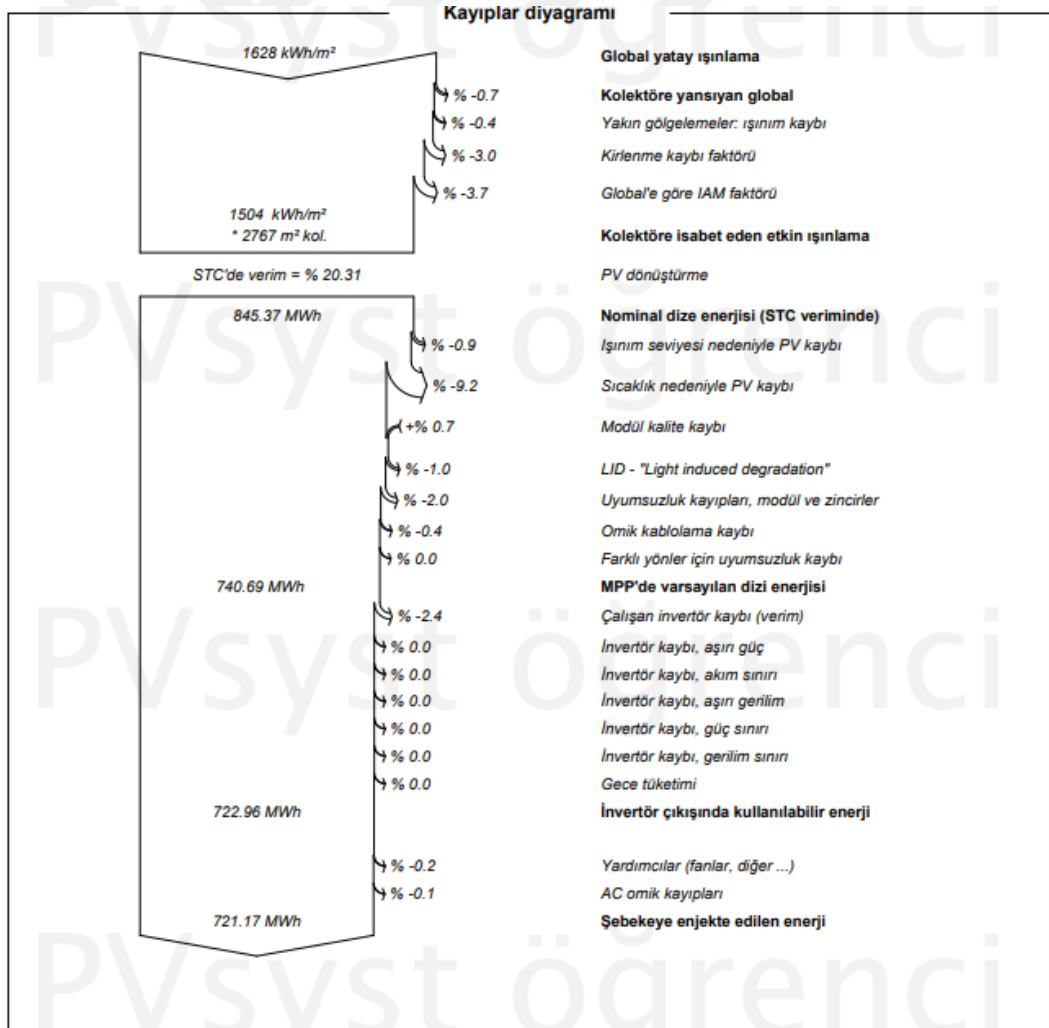 Kayıplar diyagramı
1628 kWh/m² Global yatay ışınlama
% -0.7 Kolektöre yansıyan global
% -0.4 Yakın gölgelemeler: ışınım kaybı
% -3.0 Kirlenme kaybı faktörü
% -3.7 Global'e göre IAM faktörü
1504 kWh/m²
* 2767 m² kol. Kolektöre isabet eden etkin ışınlama
STC'de verim = % 20.31 PV dönüştürme
845.37 MWh Nominal dize enerjisi (STC veriminde)
% -0.9 Işınım seviyesi nedeniyle PV kaybı
% -9.2 Sıcaklık nedeniyle PV kaybı
+% 0.7 Modül kalite kaybı
% -1.0 LID - "Light induced degradation"
% -2.0 Uyumsuzluk kayıpları, modül ve zincirler
% -0.4 Omik kablolama kaybı
% 0.0 Farklı yönler için uyumsuzluk kaybı
740.69 MWh MPP'de varsayılan dizi enerjisi
% -2.4 Çalışan invertör kaybı (verim)
% 0.0 İnvertör kaybı, aşırı güç
% 0.0 İnvertör kaybı, akım sınırı
% 0.0 İnvertör kaybı, aşırı gerilim
% 0.0 İnvertör kaybı, güç sınırı
% 0.0 İnvertör kaybı, gerilim sınırı
% 0.0 Gece tüketimi
722.96 MWh İnvertör çıkışında kullanılabilir enerji
% -0.2 Yardımcılar (fanlar, diğer ...)
% -0.1 AC omik kayıpları
721.17 MWh Şebekeye enjekte edilen enerji
PVsyst öğrenci
PVsyst öğrenci
PVsyst öğrenci
PVsyst öğrenci